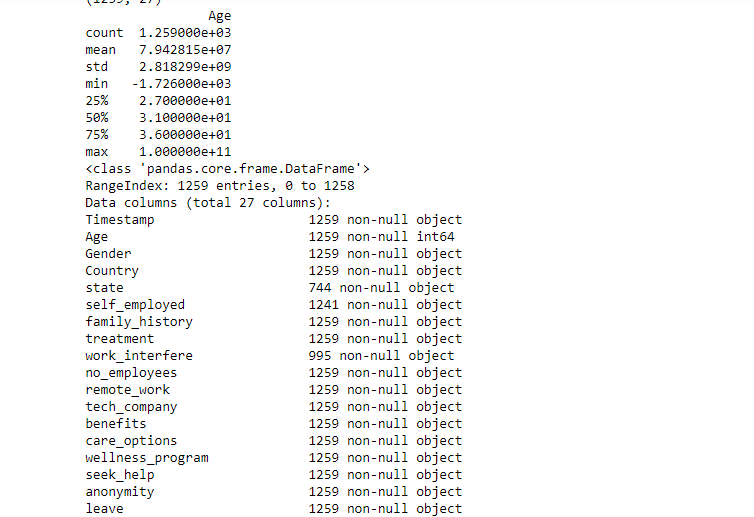 (1259, 27)
Age
count 1.259000e+03
mean 7.942815e+07
std 2.818299e+09
min -1.726000e+03
25% 2.700000e+01
50% 3.100000e+01
75% 3.600000e+01
max 1.000000e+11
<class 'pandas.core.frame.DataFrame'>
RangeIndex: 1259 entries, 0 to 1258
Data columns (total 27 columns):
Timestamp 1259 non-null object
Age 1259 non-null int64
Gender 1259 non-null object
Country 1259 non-null object
state 744 non-null object
self_employed 1241 non-null object
family_history 1259 non-null object
treatment 1259 non-null object
work_interfere 995 non-null object
no_employees 1259 non-null object
remote_work 1259 non-null object
tech_company 1259 non-null object
benefits 1259 non-null object
care_options 1259 non-null object
wellness_program 1259 non-null object
seek_help 1259 non-null object
anonymity 1259 non-null object
leave 1259 non-null object